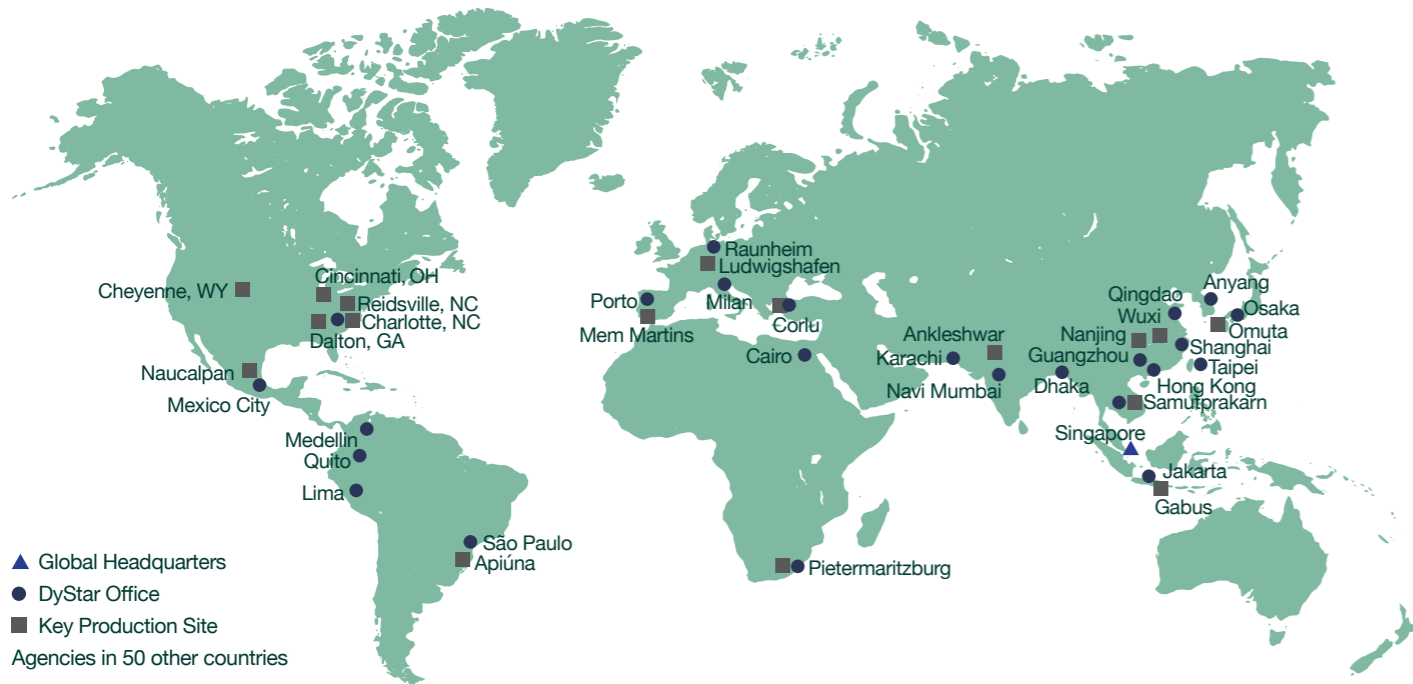 Cheyenne, WY
Cincinnati, OH
Reidsville, NC
Charlotte, NC
Dalton, GA
Naucalpan
Mexico City
Medellin
Quito
Lima
São Paulo
Apiúna
Raunheim
Ludwigshafen
Milan
Porto
Mem Martins
Corlu
Cairo
Pietermaritzburg
Ankleshwar
Karachi
Navi Mumbai
Dhaka
Anyang
Qingdao
Osaka
Wuxi
Omuta
Nanjing
Shanghai
Guangzhou
Taipei
Hong Kong
Samutprakarn
Singapore
Jakarta
Gabus
Global Headquarters
DyStar Office
Key Production Site
Agencies in 50 other countries